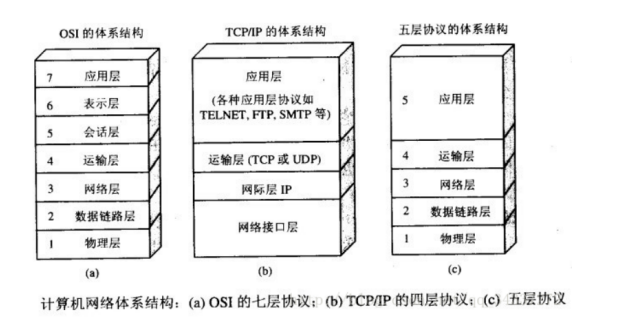 OSI 的体系结构
TCP/IP 的体系结构
五层协议的体系结构
7 应用层
6 表示层
5 会话层
4 运输层
3 网络层
2 数据链路层
1 物理层
(a)
应用层
(各种应用层协议如
TELNET, FTP, SMTP 等)
运输层 (TCP 或 UDP)
网际层 IP
网络接口层
(b)
5 应用层
4 运输层
3 网络层
2 数据链路层
1 物理层
(c)
计算机网络体系结构：(a) OSI 的七层协议；(b) TCP/IP 的四层协议；(c) 五层协议